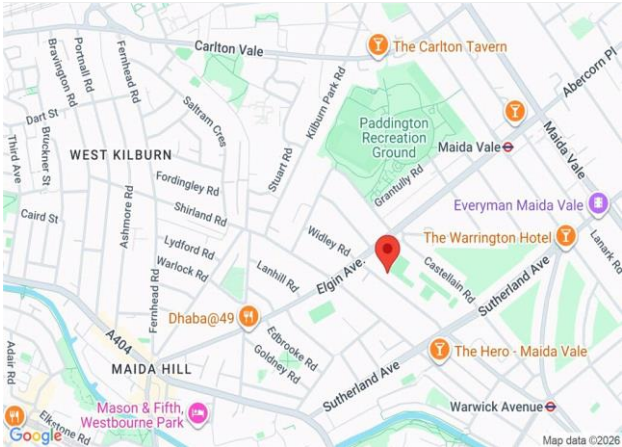 Carlton Vale
The Carlton Tavern
Abercorn Pl
Bravington Rd
Portnall Rd
Fernhead Rd
Saltram Cres
Kilburn Park Rd
Paddington
Recreation
Ground
Maida Vale
Maida Vale
Dart St
Bruckner St
Third Ave
WEST KILBURN
Stuart Rd
Grantully Rd
Everyman Maida Vale
Fordingley Rd
Shirland Rd
Ashmore Rd
Caird St
Widley Rd
The Warrington Hotel
Lanark Rd
Lydford Rd
Warlock Rd
Lanhill Rd
Elgin Ave.
Castellain Rd
Sutherland Ave
Fernhead Rd
Dhaba@49
Edbrooke Rd
Goldney Rd
A404
Adair Rd
MAIDA HILL
The Hero - Maida Vale
Sutherland Ave
Mason & Fifth,
Westbourne Park
Warwick Avenue
Elkstone Rd
Google
Map data ©2026